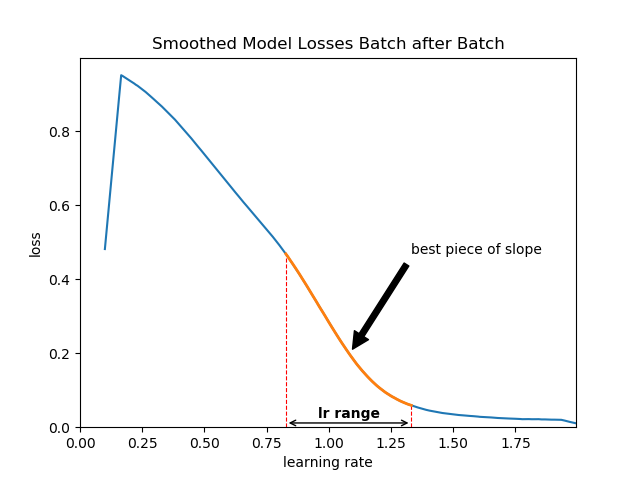 Smoothed Model Losses Batch after Batch
0.8
0.6
0.4
0.2
0.0
loss
best piece of slope
lr range
0.00 0.25 0.50 0.75 1.00 1.25 1.50 1.75
learning rate